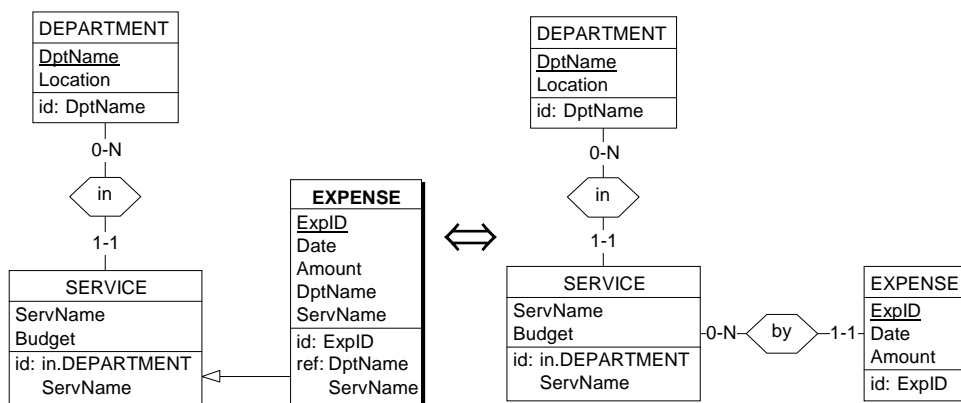 DEPARTMENT
DptName
Location
id: DptName
0-N
in
1-1
SERVICE
ServName
Budget
id: in.DEPARTMENT
ServName
EXPENSE
ExpID
Date
Amount
DptName
ServName
id: ExpID
ref: DptName
ServName
DEPARTMENT
DptName
Location
id: DptName
0-N
in
1-1
SERVICE
ServName
Budget
id: in.DEPARTMENT
ServName
0-N
by
1-1
EXPENSE
ExpID
Date
Amount
id: ExpID